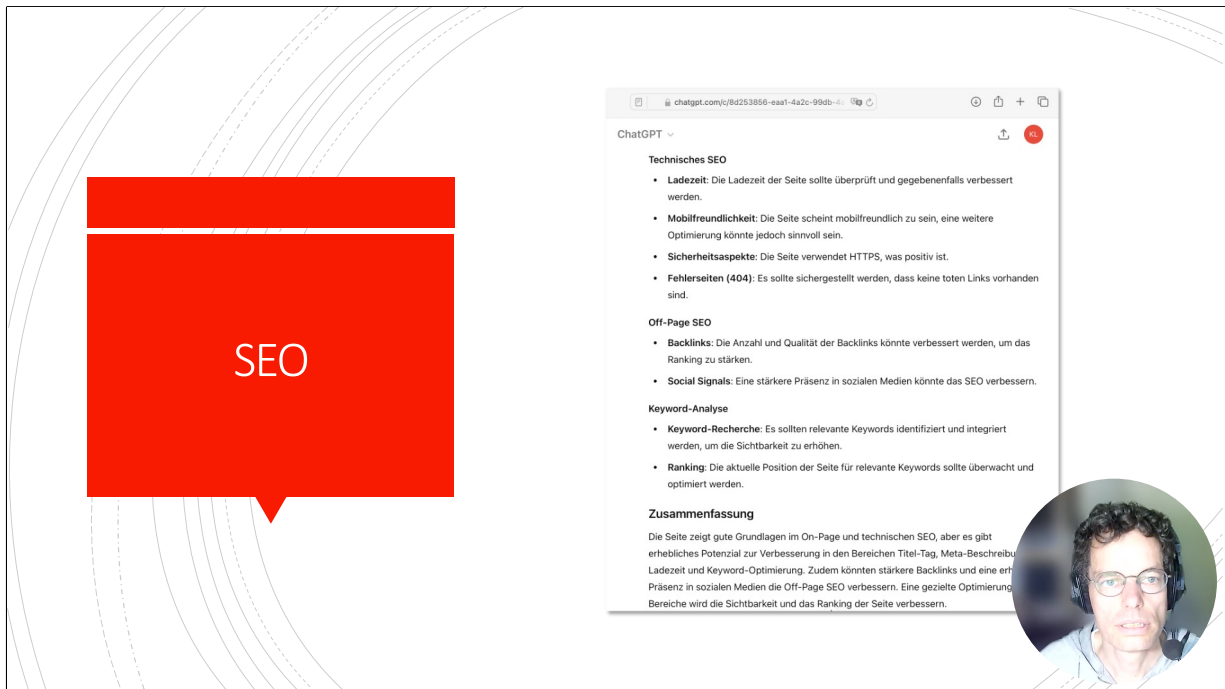 SEO
chatgpt.com/c/8d253856-eaa1-4a2c-99db-4
ChatGPT
KL
Technisches SEO
• Ladezeit: Die Ladezeit der Seite sollte überprüft und gegebenenfalls verbessert
werden.
• Mobilfreundlichkeit: Die Seite scheint mobilfreundlich zu sein, eine weitere
Optimierung könnte jedoch sinnvoll sein.
• Sicherheitsaspekte: Die Seite verwendet HTTPS, was positiv ist.
• Fehlerseiten (404): Es sollte sichergestellt werden, dass keine toten Links vorhanden
sind.
Off-Page SEO
• Backlinks: Die Anzahl und Qualität der Backlinks könnte verbessert werden, um das
Ranking zu stärken.
• Social Signals: Eine stärkere Präsenz in sozialen Medien könnte das SEO verbessern.
Keyword-Analyse
• Keyword-Recherche: Es sollten relevante Keywords identifiziert und integriert
werden, um die Sichtbarkeit zu erhöhen.
• Ranking: Die aktuelle Position der Seite für relevante Keywords sollte überwacht und
optimiert werden.
Zusammenfassung
Die Seite zeigt gute Grundlagen im On-Page und technischen SEO, aber es gibt
erhebliches Potenzial zur Verbesserung in den Bereichen Titel-Tag, Meta-Beschreibu
Ladezeit und Keyword-Optimierung. Zudem könnten stärkere Backlinks und eine erh
Präsenz in sozialen Medien die Off-Page SEO verbessern. Eine gezielte Optimierung
Bereiche wird die Sichtbarkeit und das Ranking der Seite verbessern.